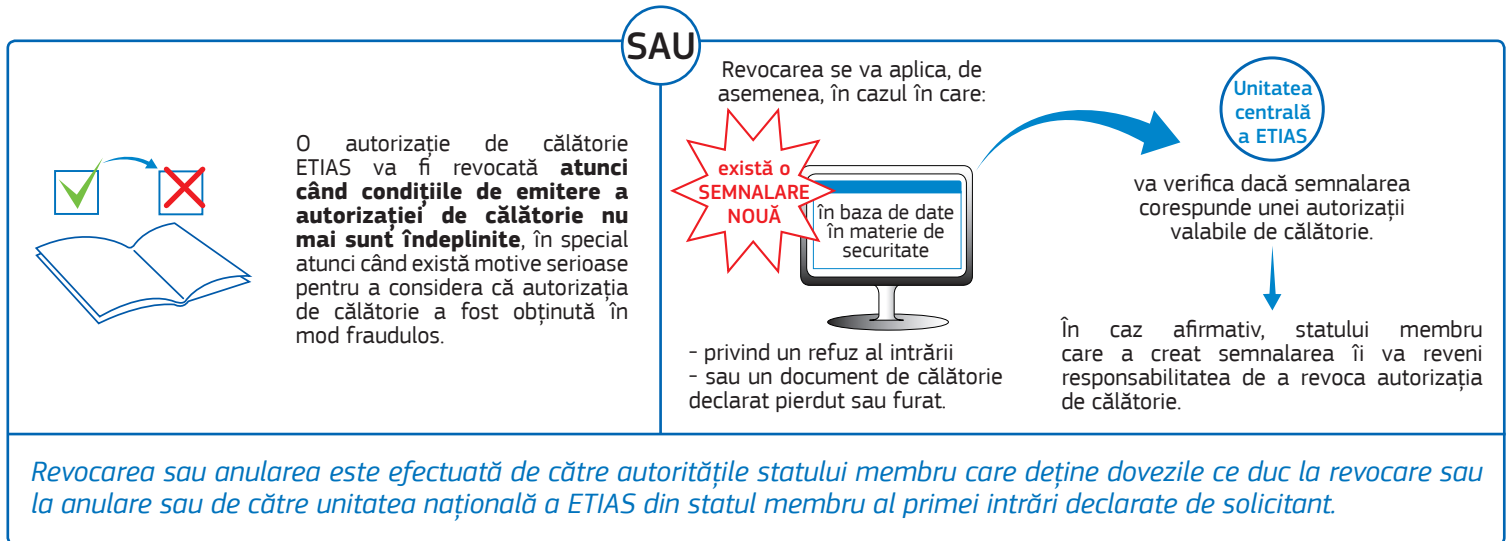 SAU
O autorizație de călătorie
ETIAS va fi revocată atunci
când condițiile de emitere a
autorizației de călătorie nu
mai sunt îndeplinite, în special
atunci când există motive serioase
pentru a considera că autorizația
de călătorie a fost obținută în
mod fraudulos.
Revocarea se va aplica, de
asemenea, în cazul în care:
există o
SEMNALARE
NOUĂ
în baza de date
în materie de
securitate
- privind un refuz al intrării
- sau un document de călătorie
declarat pierdut sau furat.
Unitatea
centrală
a ETIAS
va verifica dacă semnalarea
corespunde unei autorizații
valabile de călătorie.
În caz afirmativ, statului membru
care a creat semnalarea îi va reveni
responsabilitatea de a revoca autorizația
de călătorie.
Revocarea sau anularea este efectuată de către autoritățile statului membru care deține dovezile ce duc la revocare sau
la anulare sau de către unitatea națională a ETIAS din statul membru al primei intrări declarate de solicitant.